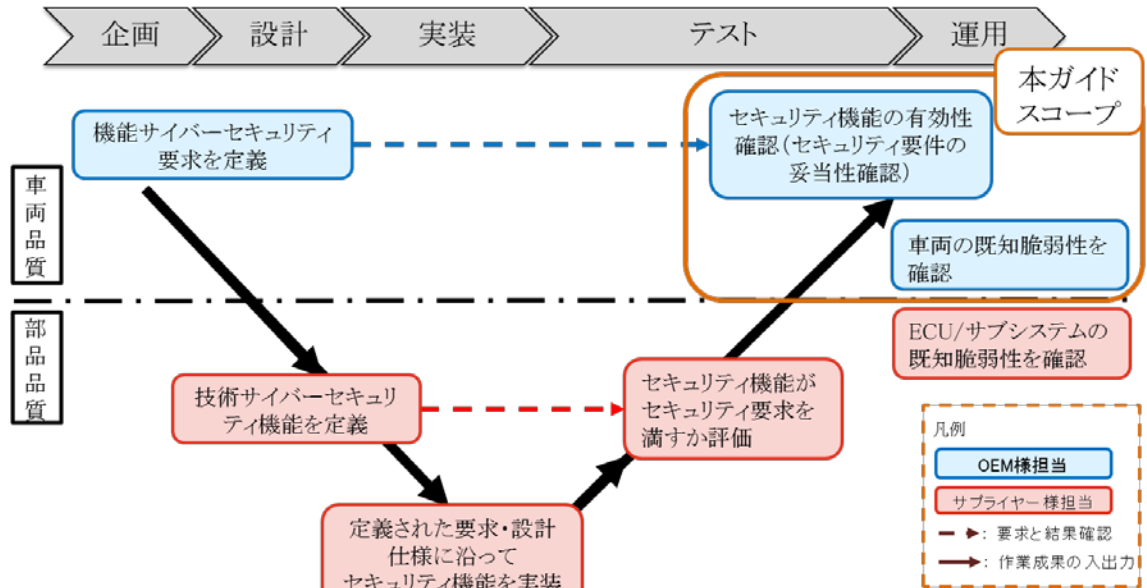 企画
設計
実装
テスト
運用
本ガイド
スコープ
機能サイバーセキュリティ
要求を定義
セキュリティ機能の有効性
確認(セキュリティ要件の
妥当性確認)
車両品質
車両の既知脆弱性を
確認
部品品質
ECU/サブシステムの
既知脆弱性を確認
技術サイバーセキュリ
ティ機能を定義
セキュリティ機能が
セキュリティ要求を
満すか評価
定義された要求・設計
仕様に沿って
セキュリティ機能を実装
凡例
OEM様担当
サプライヤー様担当
: 要求と結果確認
: 作業成果の入出力